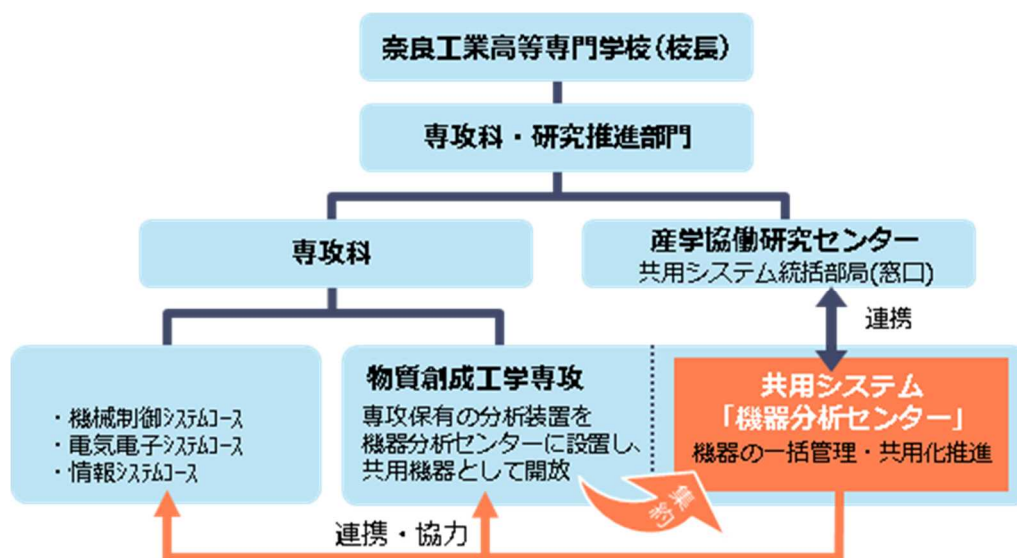 奈良工業高等専門学校(校長)
専攻科・研究推進部門
専攻科
産学協働研究センター
共用システム統括部局(窓口)
連携
・機械制御ｼｽﾃﾑｺｰｽ
・電気電子ｼｽﾃﾑｺｰｽ
・情報ｼｽﾃﾑｺｰｽ
物質創成工学専攻
専攻保有の分析装置を
機器分析センターに設置し、
共用機器として開放
共用システム
「機器分析センター」
機器の一括管理・共用化推進
集約
連携・協力